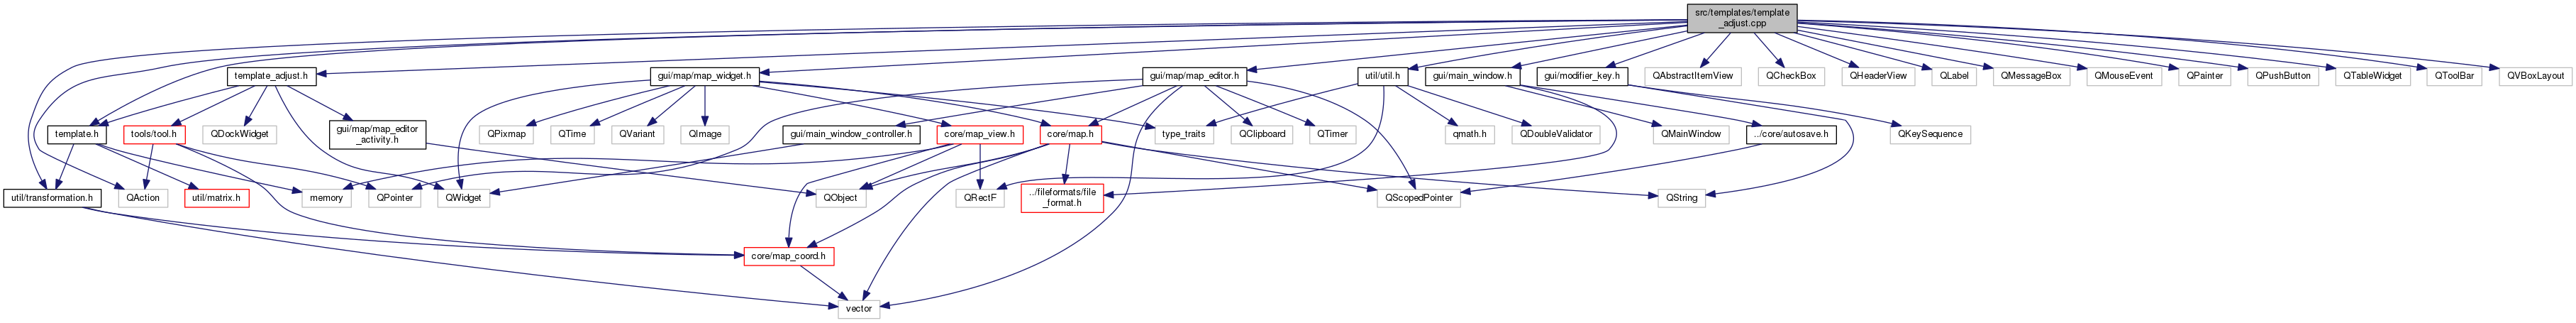 src/templates/template
_adjust.cpp
template_adjust.h
gui/map/map_widget.h
gui/map/map_editor.h
util/util.h
gui/main_window.h
gui/modifier_key.h
QAbstractItemView
QCheckBox
QHeaderView
QLabel
QMessageBox
QMouseEvent
QPainter
QPushButton
QTableWidget
QToolBar
QVBoxLayout
template.h
tools/tool.h
QDockWidget
gui/map/map_editor
_activity.h
QPixmap
QTime
QVariant
QImage
gui/main_window_controller.h
core/map_view.h
core/map.h
type_traits
QClipboard
QTimer
qmath.h
QDoubleValidator
QMainWindow
../core/autosave.h
QKeySequence
util/transformation.h
QAction
util/matrix.h
memory
QPointer
QWidget
QObject
QRectF
../fileformats/file
_format.h
QScopedPointer
QString
core/map_coord.h
vector